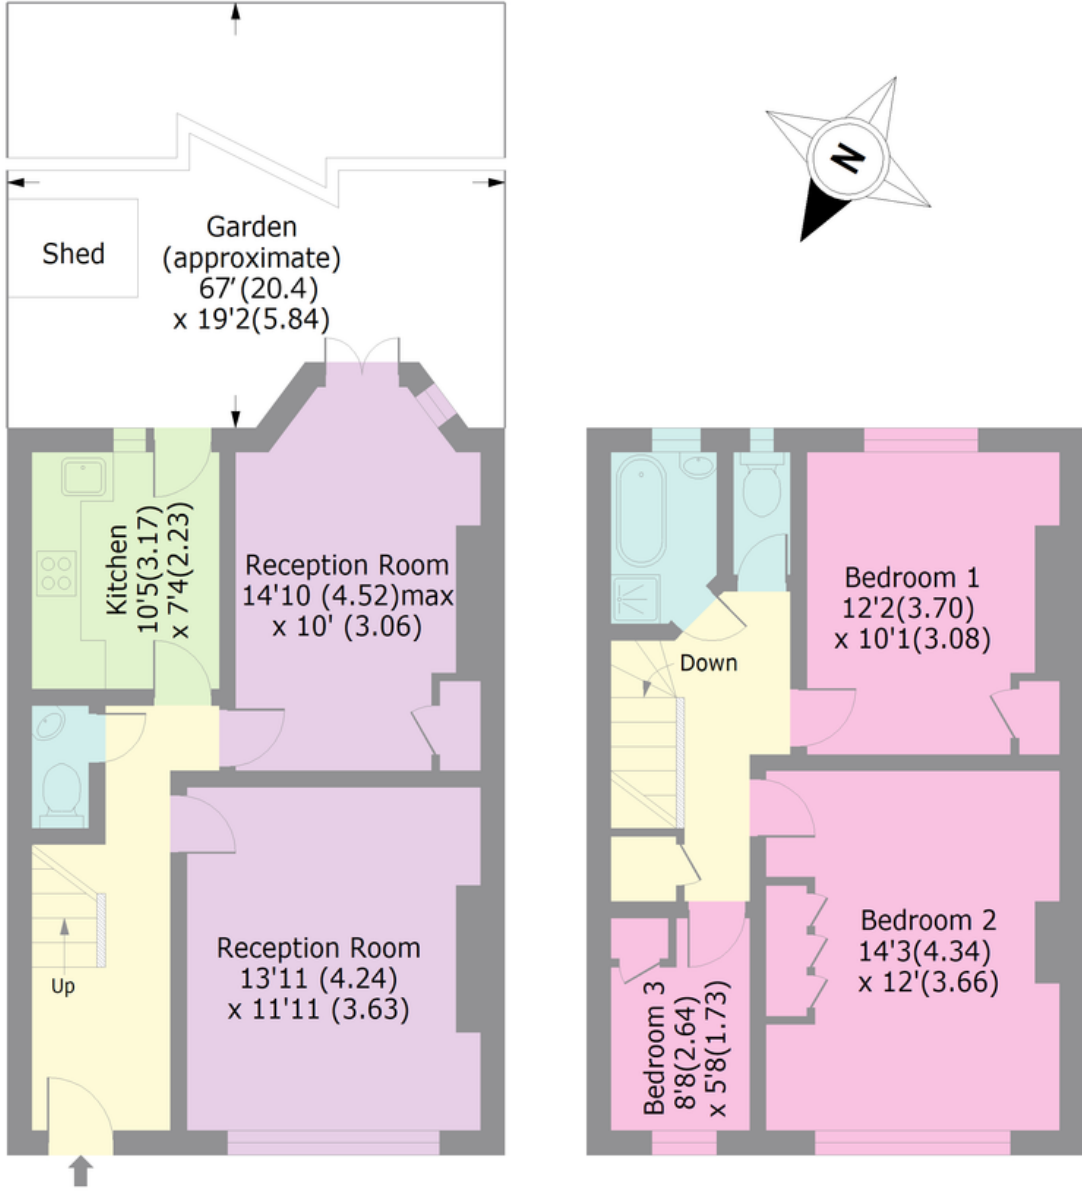 N
Shed
Garden
(approximate)
67'(20.4)
x 19'2(5.84)
Kitchen
10'5(3.17)
x 7'4(2.23)
Reception Room
14'10 (4.52)max
x 10' (3.06)
Reception Room
13'11 (4.24)
x 11'11 (3.63)
Up
Down
Bedroom 1
12'2(3.70)
x 10'1(3.08)
Bedroom 2
14'3(4.34)
x 12'(3.66)
Bedroom 3
8'8(2.64)
x 5'8(1.73)